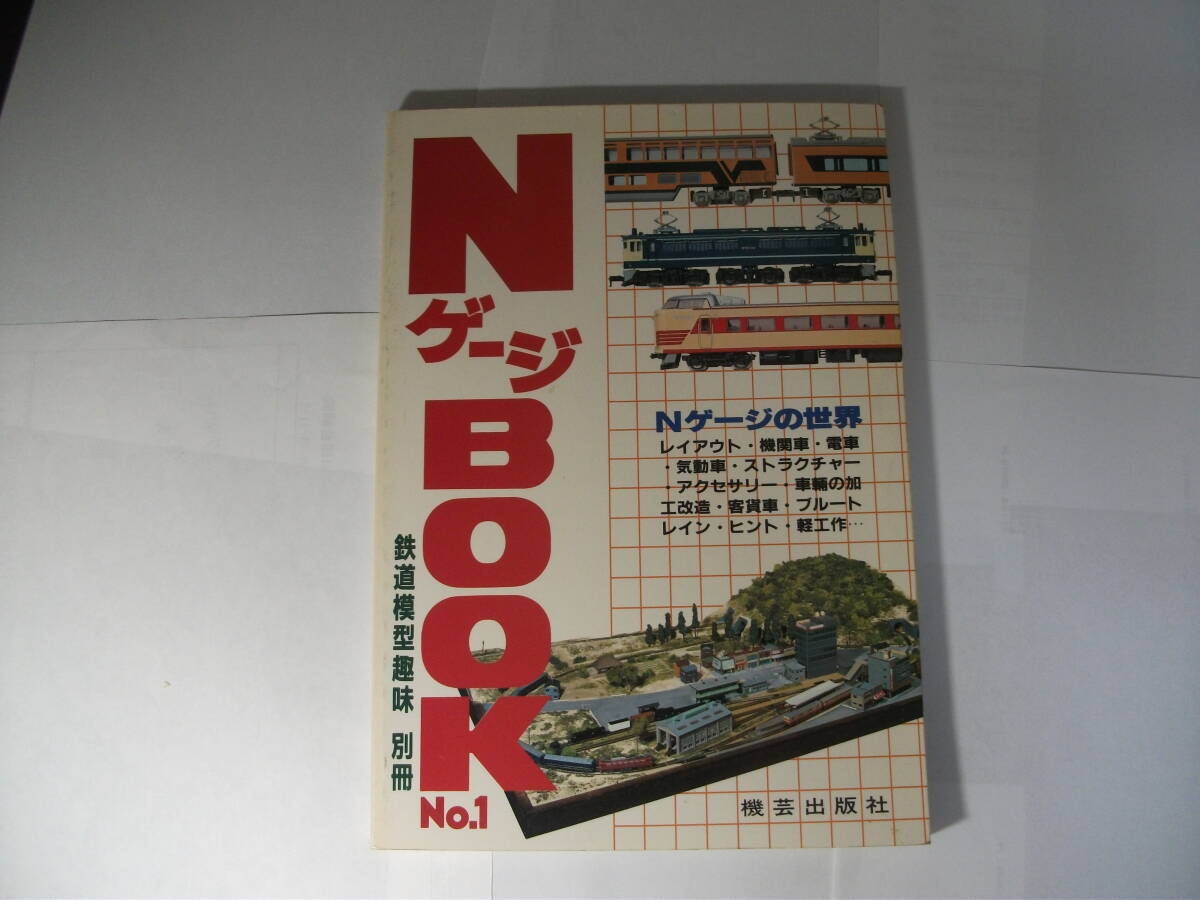 Nゲージ
BOOK
No.1
鉄道模型趣味 別冊
Nゲージの世界
レイアウト・機関車・電車
・気動車・ストラクチャー
・アクセサリー・車輛の加
工改造・客貨車・ブルート
レイン・ヒント・軽工作…
機芸出版社